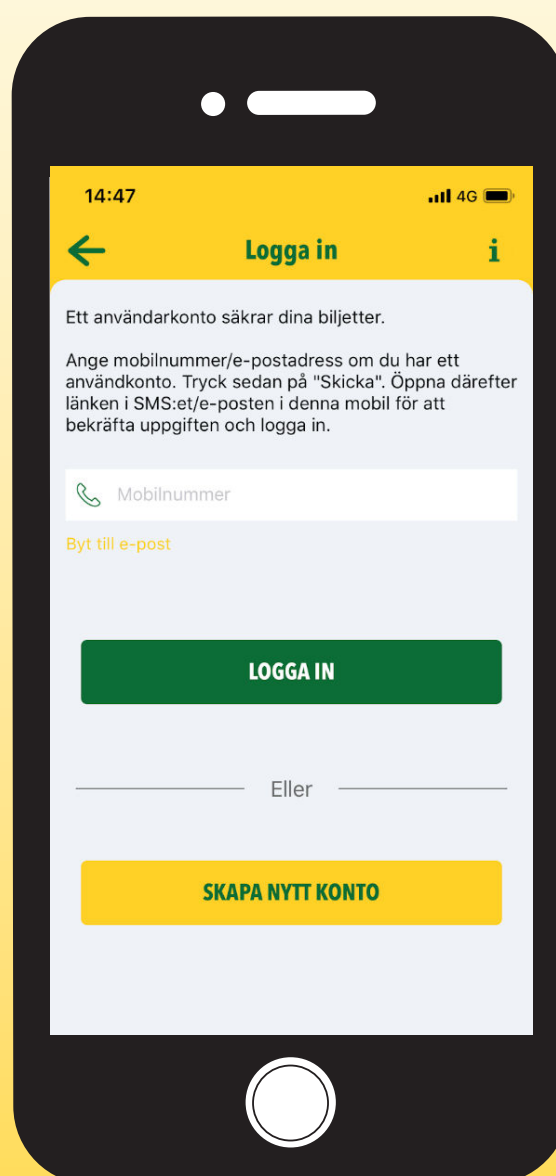 14:47
4G
Logga in
i
Ett användarkonto säkrar dina biljetter.
Ange mobilnummer/e-postadress om du har ett
användkonto. Tryck sedan på "Skicka". Öppna därefter
länken i SMS:et/e-posten i denna mobil för att
bekräfta uppgiften och logga in.
Mobilnummer
Byt till e-post
LOGGA IN
Eller
SKAPA NYTT KONTO